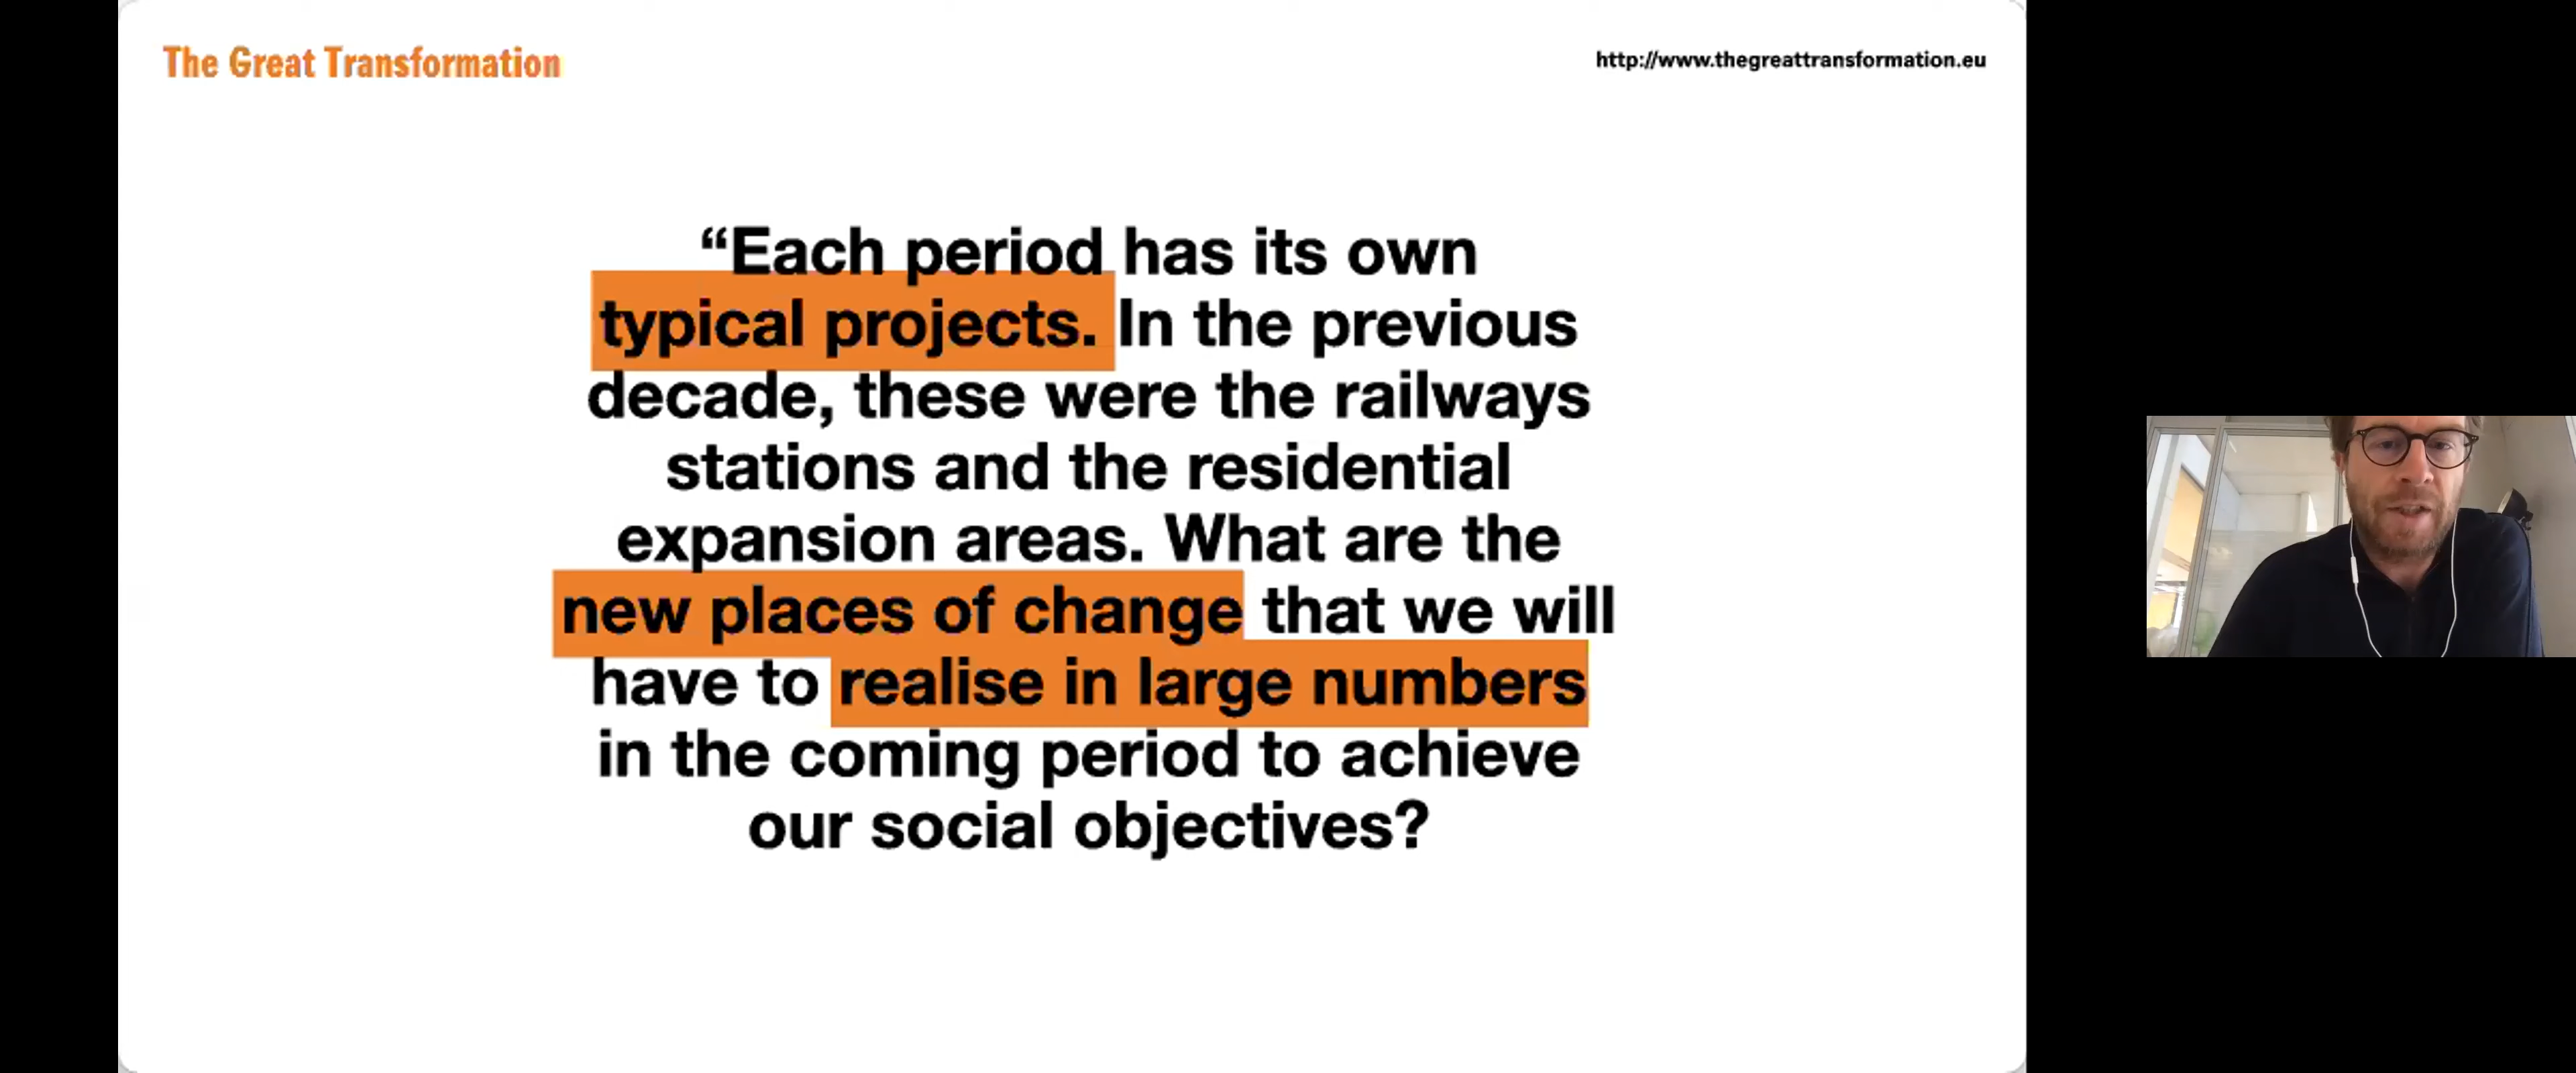 The Great Transformation
http://www.thegreattransformation.eu
“Each period has its own
typical projects. In the previous
decade, these were the railways
stations and the residential
expansion areas. What are the
new places of change that we will
have to realise in large numbers
in the coming period to achieve
our social objectives?